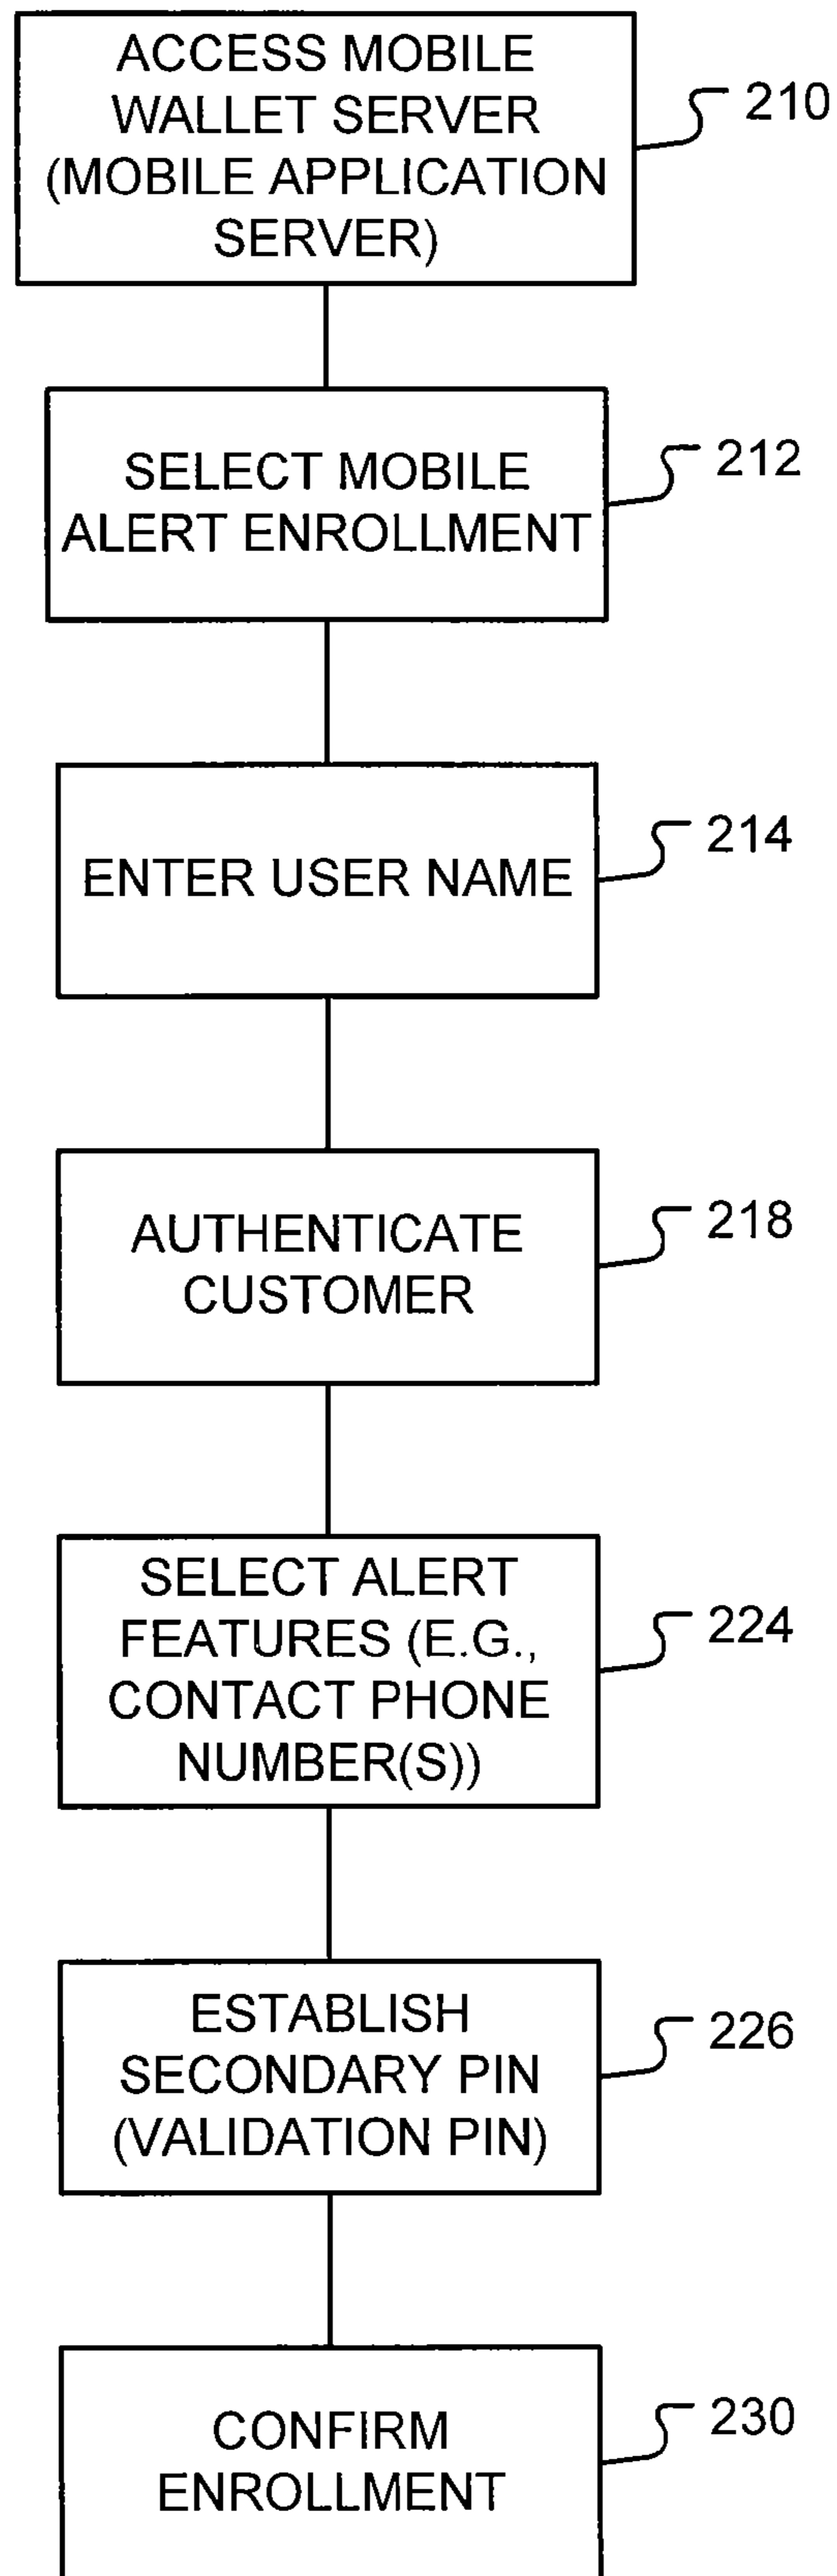 ACCESS MOBILE
WALLET SERVER
(MOBILE APPLICATION
SERVER)
210
SELECT MOBILE
ALERT ENROLLMENT
212
ENTER USER NAME
214
AUTHENTICATE
CUSTOMER
218
SELECT ALERT
FEATURES (E.G.,
CONTACT PHONE
NUMBER(S))
224
ESTABLISH
SECONDARY PIN
(VALIDATION PIN)
226
CONFIRM
ENROLLMENT
230